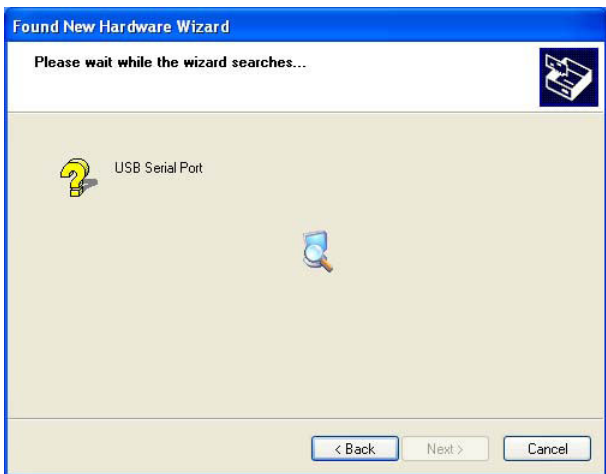 Found New Hardware Wizard
Please wait while the wizard searches...
USB Serial Port
< Back Next > Cancel